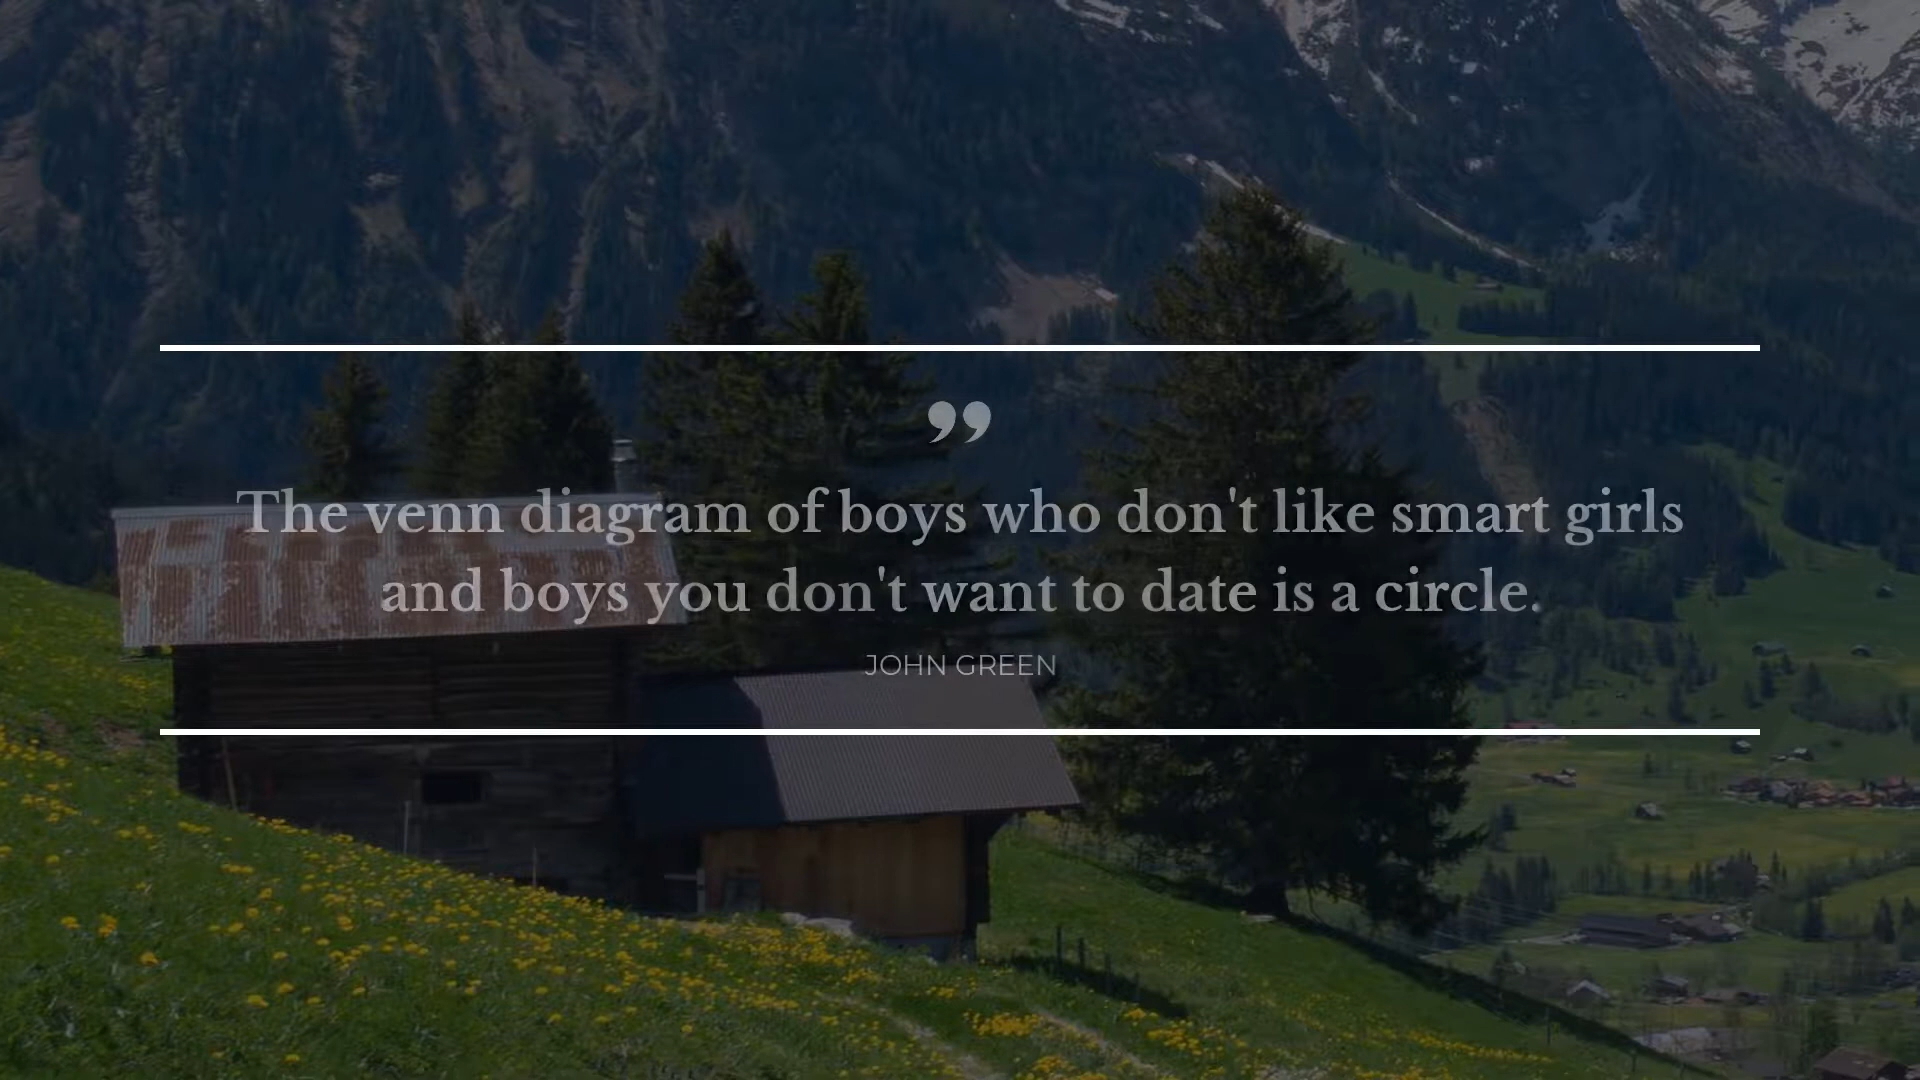 ”
The venn diagram of boys who don't like smart girls
and boys you don't want to date is a circle.
JOHN GREEN